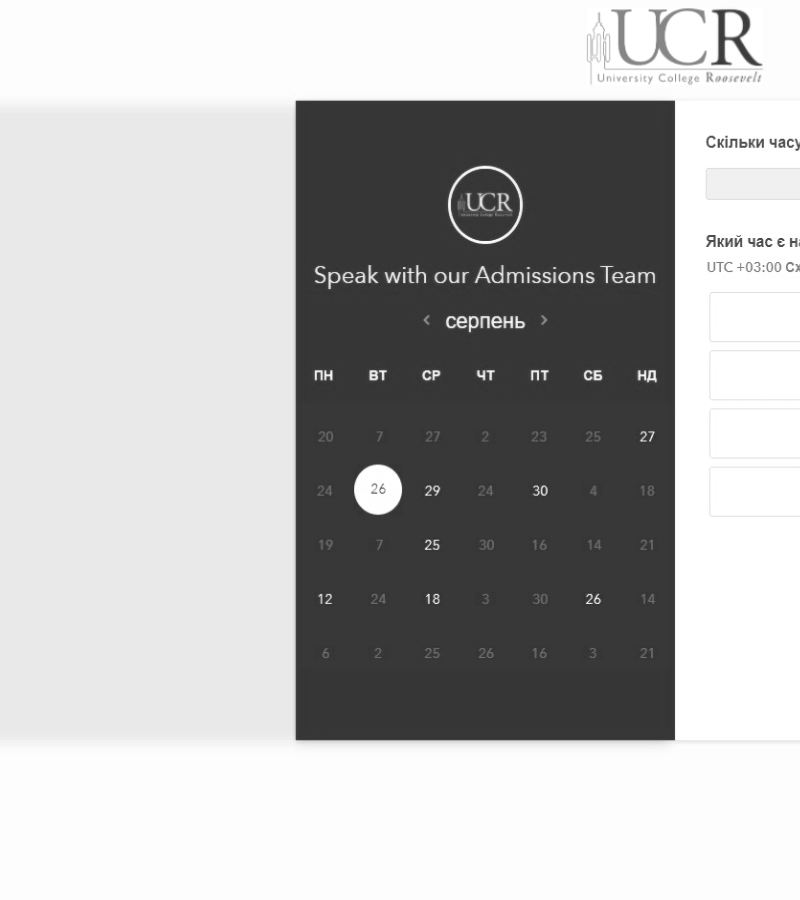 UCR
University College Roosevelt
UCR
Speak with our Admissions Team
< серпень >
ПН ВТ СР ЧТ ПТ СБ НД
20 7 27 2 23 25 27
24 26 29 24 30 4 18
19 7 25 30 16 14 21
12 24 18 3 30 26 14
6 2 25 26 16 3 21
Скільки часу
Який час є
UTC +03:00